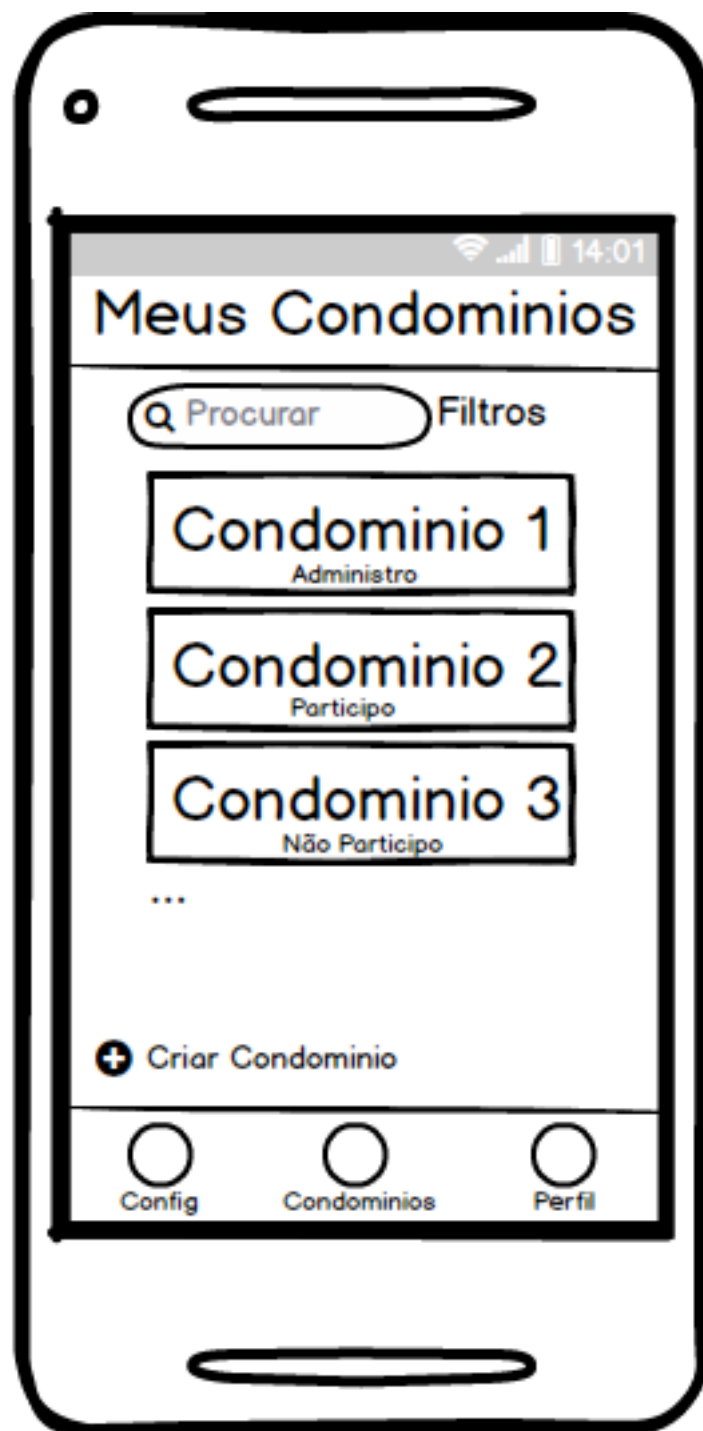 14:01
Meus Condominios
Procurar Filtros
Condominio 1
Administro
Condominio 2
Participo
Condominio 3
Não Participo
...
Criar Condominio
Config Condominios Perfil